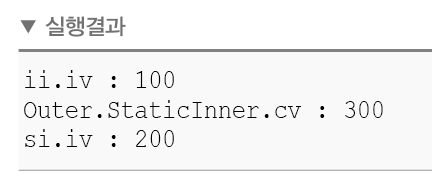 ▼ 실행결과
ii.iv : 100
Outer.StaticInner.cv : 300
si.iv : 200